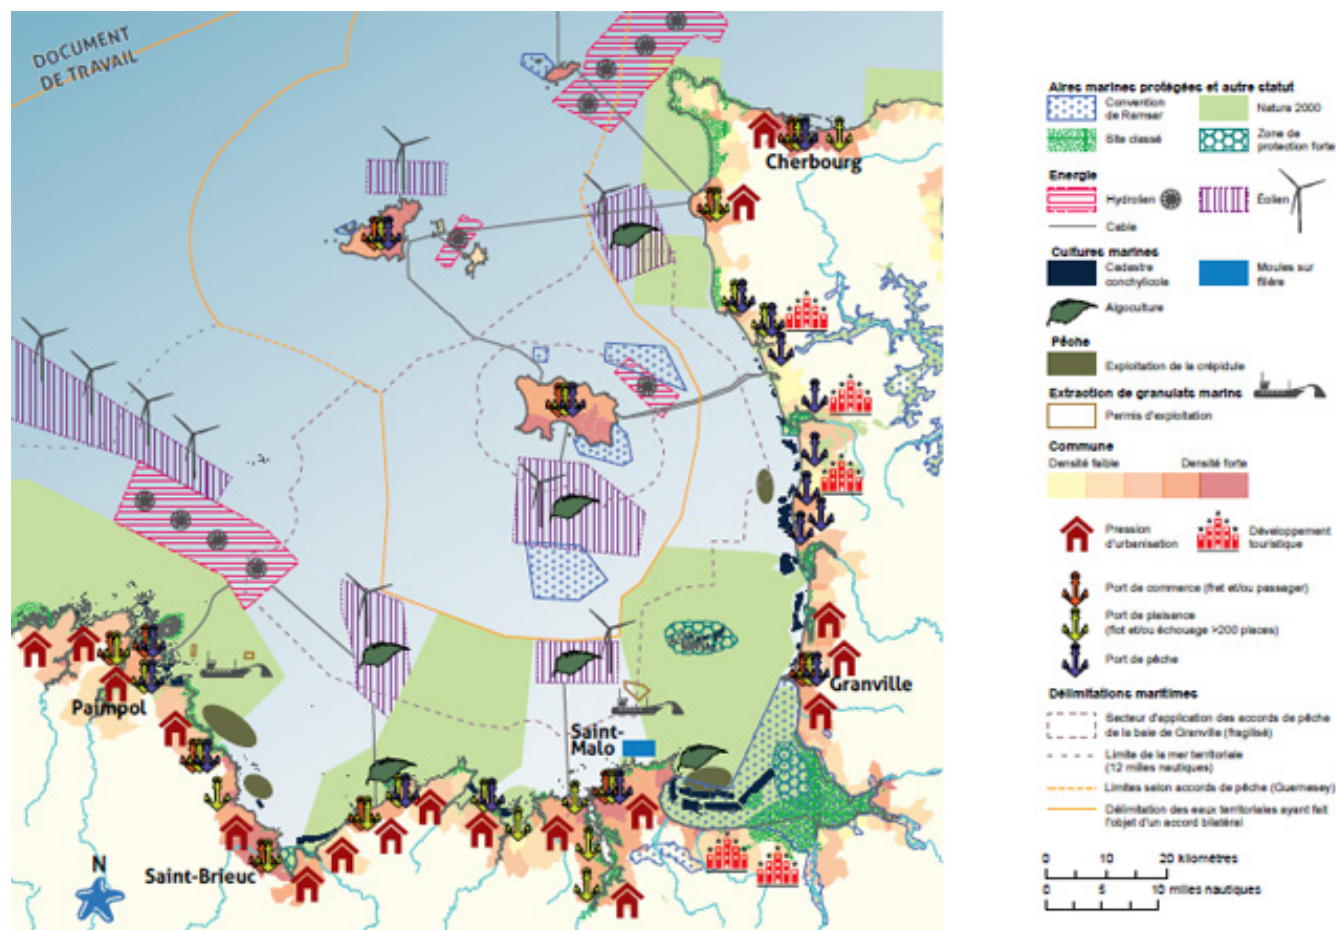 DOCUMENT
DE TRAVAIL
Cherbourg
Granville
Saint-
Malo
Paimpol
Saint-Brieuc
N
Aires marines protégées et autre statut
Convention
de Ramsar
Natura 2000
Site classé
Zone de
protection forte
Energie
Hydrolien
Éolien
Cable
Cultures marines
Cadastre
conchylicole
Moules sur
filière
Algoculture
Pêche
Exploitation de la crépidule
Extraction de granulats marins
Permis d'exploitation
Commune
Densité faible
Densité forte
Pression
d'urbanisation
Développement
touristique
Port de commerce (fret et/ou passager)
Port de plaisance
(flot et/ou échouage >200 places)
Port de pêche
Délimitations maritimes
Secteur d'application des accords de pêche
de la baie de Granville (fragilisé)
Limite de la mer territoriale
(12 milles nautiques)
Limites selon accords de pêche (Guernesey)
Délimitation des eaux territoriales ayant fait
l'objet d'un accord bilatéral
0 10 20 kilomètres
0 5 10 milles nautiques